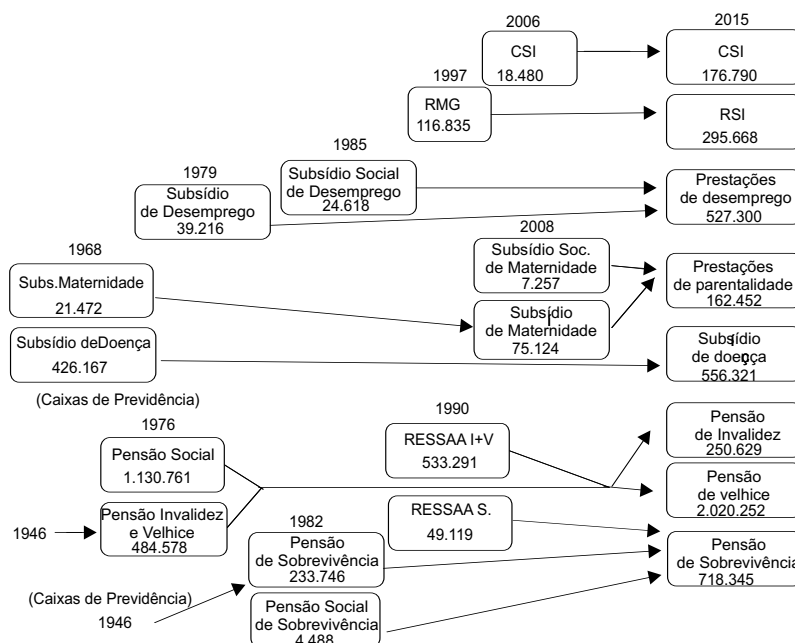 2006
2015
CSI
18.480
CSI
176.790
1997
RMG
116.835
RSI
295.668
1985
Subsídio Social
de Desemprego
24.618
1979
Subsídio
de Desemprego
39.216
Prestações
de desemprego
527.300
2008
Subsídio Soc.
de Maternidade
7.257
1968
Subs.Maternidade
21.472
Subsídio
de Maternidade
75.124
Prestações
de parentalidade
162.452
Subsídio deDoença
426.167
Subsídio
de doença
556.321
(Caixas de Previdência)
1976
Pensão Social
1.130.761
1990
RESSAA I+V
533.291
Pensão
de Invalidez
250.629
Pensão
de velhice
2.020.252
1946
Pensão Invalidez
e Velhice
484.578
RESSAA S.
49.119
1982
Pensão
de Sobrevivência
233.746
Pensão
de Sobrevivência
718.345
(Caixas de Previdência)
1946
Pensão Social
de Sobrevivência
4.488